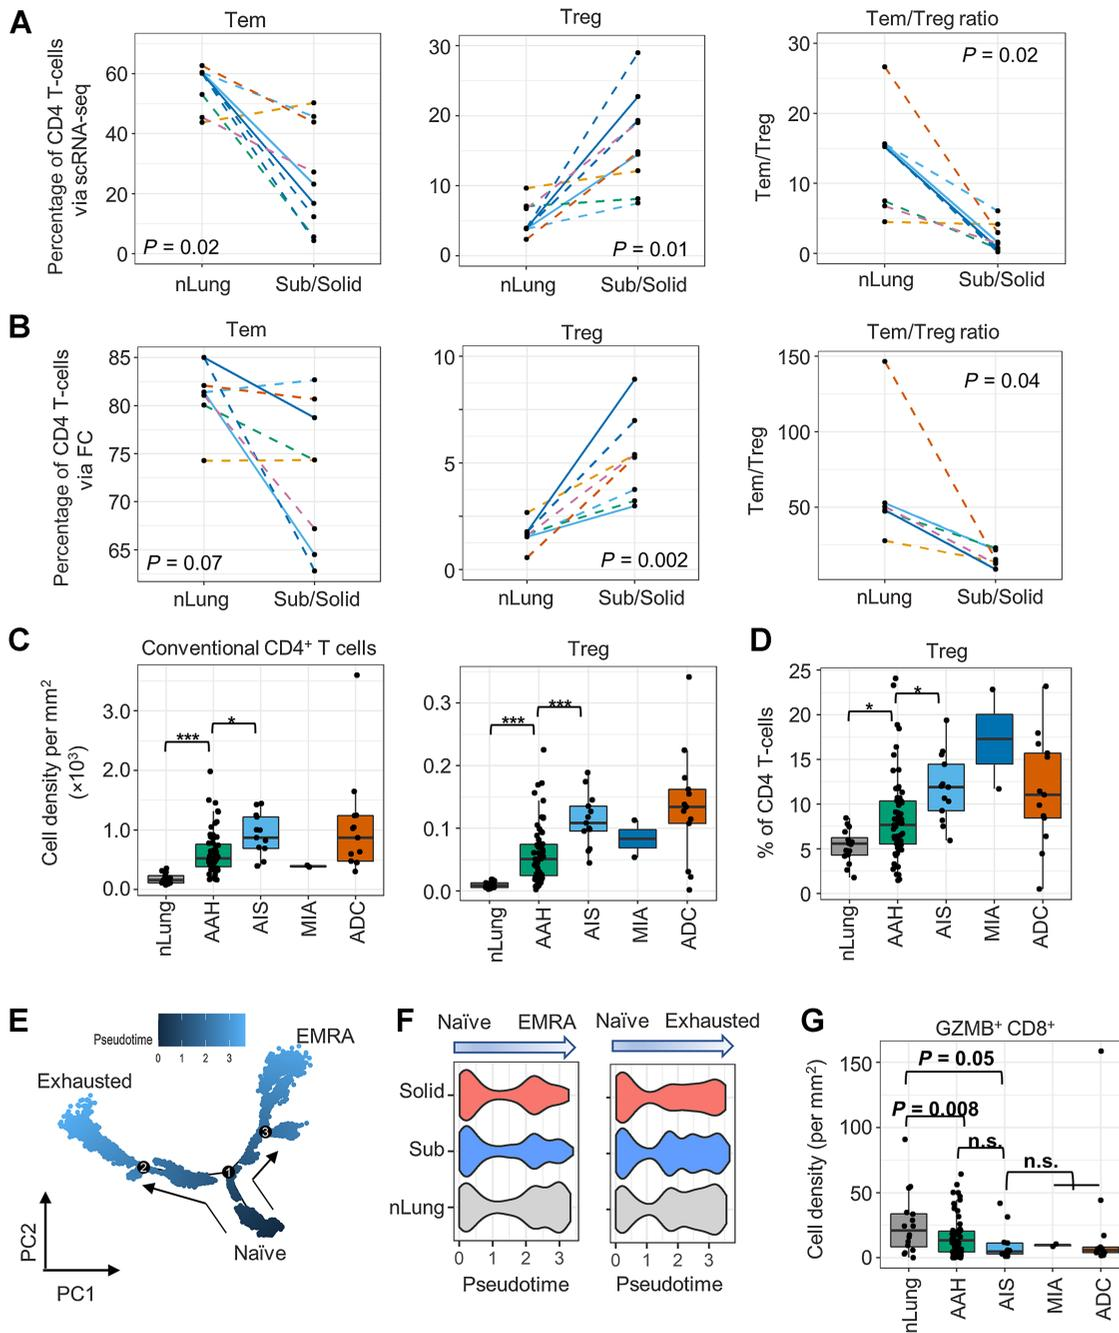 A
Tem
Treg
Tem/Treg ratio
Percentage of CD4 T-cells
via scRNA-seq
60
40
20
0
P = 0.02
nLung
Sub/Solid
30
20
10
0
P = 0.01
nLung
Sub/Solid
Tem/Treg
30
20
10
0
P = 0.02
nLung
Sub/Solid
B
Tem
Treg
Tem/Treg ratio
Percentage of CD4 T-cells
via FC
85
80
75
70
65
P = 0.07
nLung
Sub/Solid
10
5
0
P = 0.002
nLung
Sub/Solid
Tem/Treg
150
100
50
P = 0.04
nLung
Sub/Solid
C
Conventional CD4⁺ T cells
Cell density per mm²
(×10³)
3.0
2.0
1.0
0.0
***
*
nLung
AAH
AIS
MIA
ADC
Treg
0.3
0.2
0.1
0.0
***
***
nLung
AAH
AIS
MIA
ADC
D
Treg
% of CD4 T-cells
25
20
15
10
5
0
*
*
nLung
AAH
AIS
MIA
ADC
E
Pseudotime
0 1 2 3
EMRA
Exhausted
3
2
1
Naïve
PC2
PC1
F
Naïve EMRA
Naïve Exhausted
Solid
Sub
nLung
0 1 2 3
0 1 2 3
Pseudotime
Pseudotime
G
GZMB⁺ CD8⁺
Cell density (per mm²)
150
100
50
0
P = 0.05
P = 0.008
n.s.
n.s.
nLung
AAH
AIS
MIA
ADC